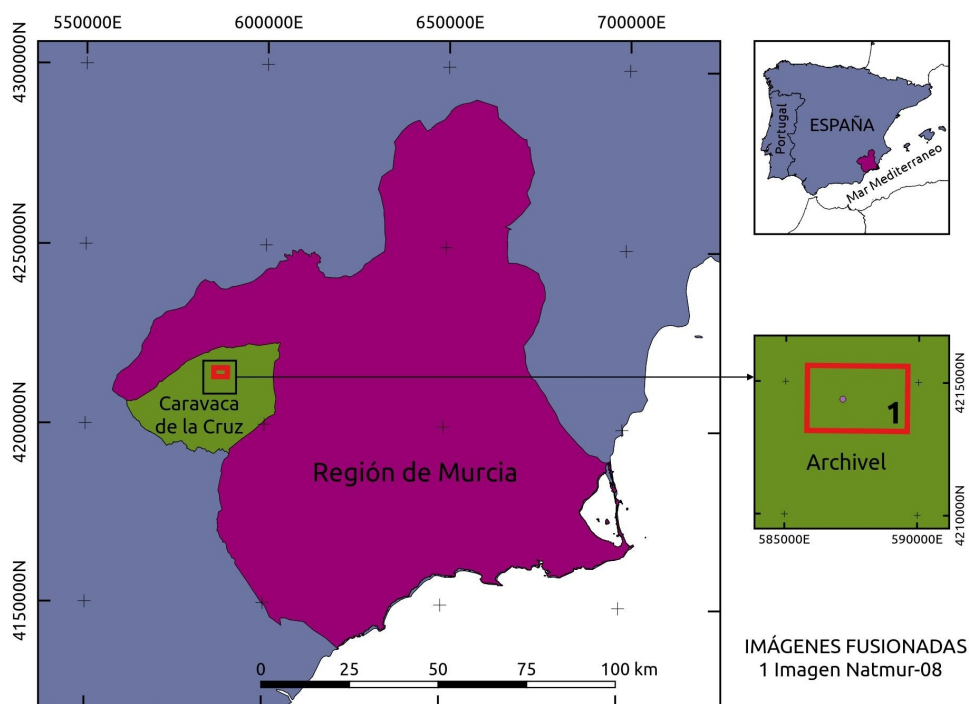 550000E 600000E 650000E 700000E
4300000N
4250000N
4200000N
4150000N
Caravaca
de la Cruz
Región de Murcia
0 25 50 75 100 km
Portugal
ESPAÑA
Mar Mediterraneo
1
Archivel
4215000N
4210000N
585000E 590000E
IMÁGENES FUSIONADAS
1 Imagen Natmur-08